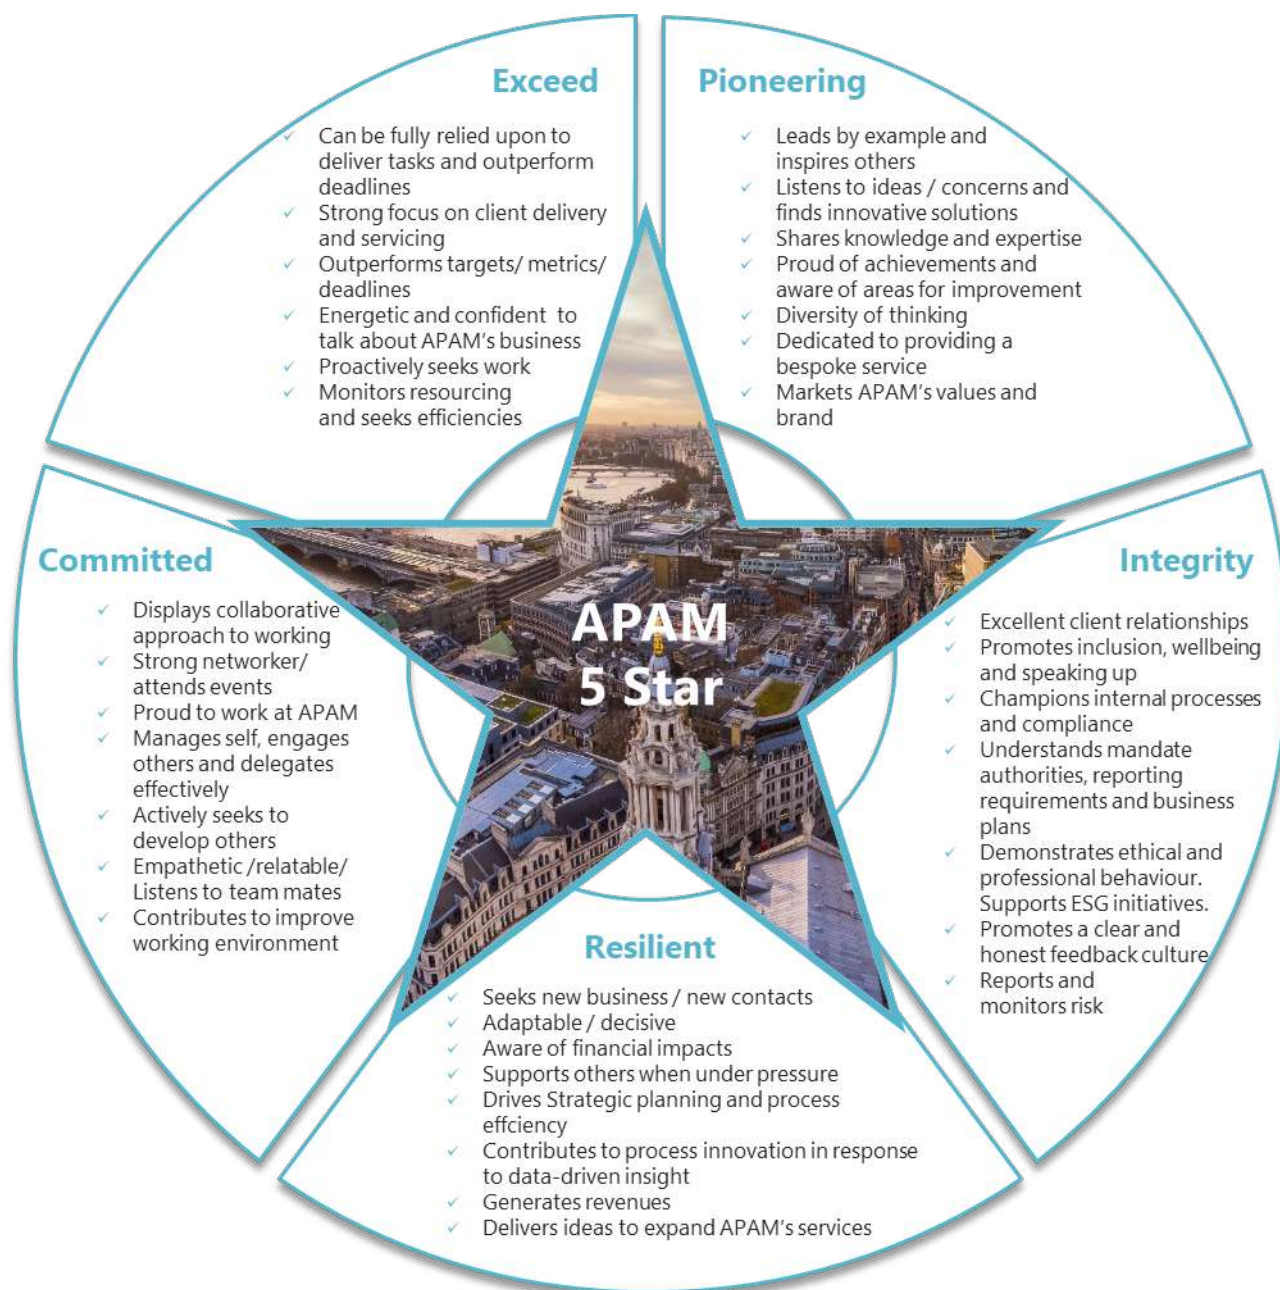 Exceed
Can be fully relied upon to
deliver tasks and outperform
deadlines
Strong focus on client delivery
and servicing
Outperforms targets/ metrics/
deadlines
Energetic and confident to
talk about APAM's business
Proactively seeks work
Monitors resourcing
and seeks efficiencies
Pioneering
Leads by example and
inspires others
Listens to ideas / concerns and
finds innovative solutions
Shares knowledge and expertise
Proud of achievements and
aware of areas for improvement
Diversity of thinking
Dedicated to providing a
bespoke service
Markets APAM's values and
brand
Committed
Displays collaborative
approach to working
Strong networker/
attends events
Proud to work at APAM
Manages self, engages
others and delegates
effectively
Actively seeks to
develop others
Empathetic /relatable/
Listens to team mates
Contributes to improve
working environment
APAM
5 Star
Integrity
Excellent client relationships
Promotes inclusion, wellbeing
and speaking up
Champions internal processes
and compliance
Understands mandate
authorities, reporting
requirements and business
plans
Demonstrates ethical and
professional behaviour.
Supports ESG initiatives.
Promotes a clear and
honest feedback culture
Reports and
monitors risk
Resilient
Seeks new business / new contacts
Adaptable / decisive
Aware of financial impacts
Supports others when under pressure
Drives Strategic planning and process
effciency
Contributes to process innovation in response
to data-driven insight
Generates revenues
Delivers ideas to expand APAM's services